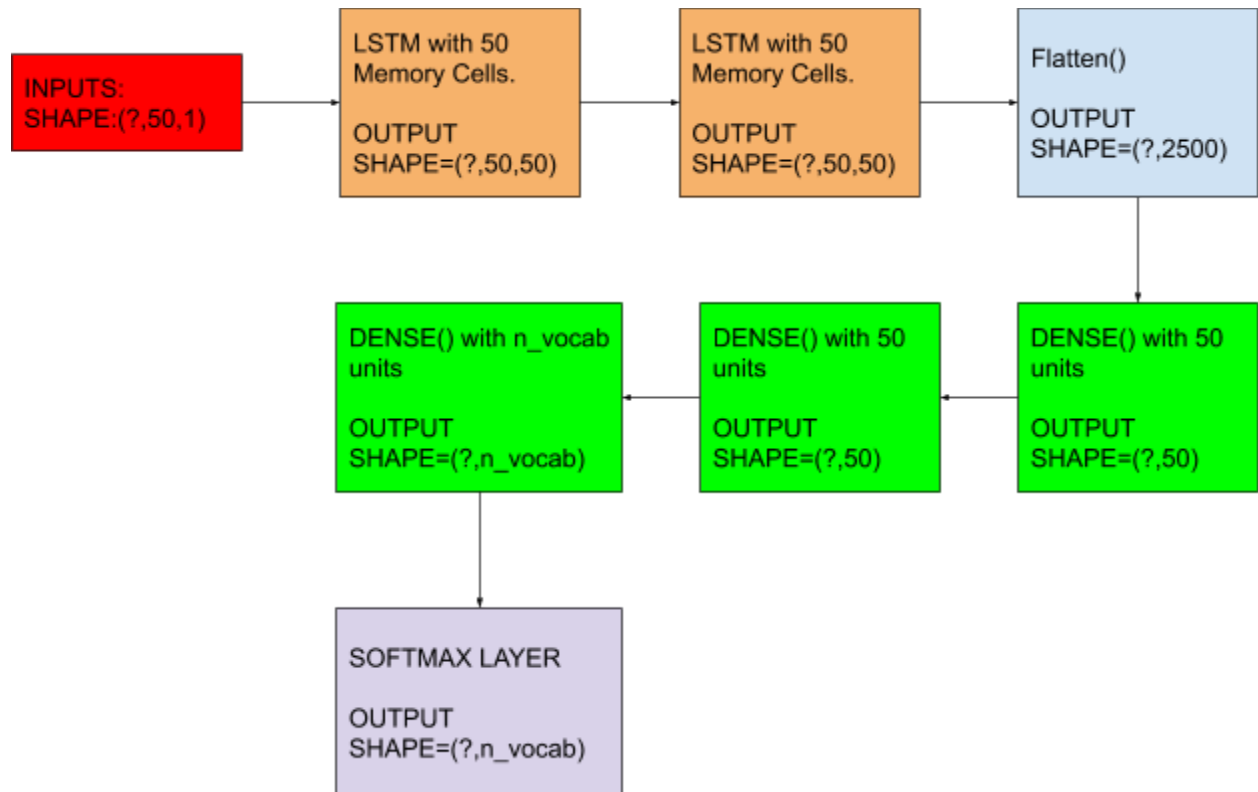 INPUTS:
SHAPE:(?,50,1)
LSTM with 50
Memory Cells.
OUTPUT
SHAPE=(?,50,50)
LSTM with 50
Memory Cells.
OUTPUT
SHAPE=(?,50,50)
Flatten()
OUTPUT
SHAPE=(?,2500)
DENSE() with 50
units
OUTPUT
SHAPE=(?,50)
DENSE() with 50
units
OUTPUT
SHAPE=(?,50)
DENSE() with n_vocab
units
OUTPUT
SHAPE=(?,n_vocab)
SOFTMAX LAYER
OUTPUT
SHAPE=(?,n_vocab)